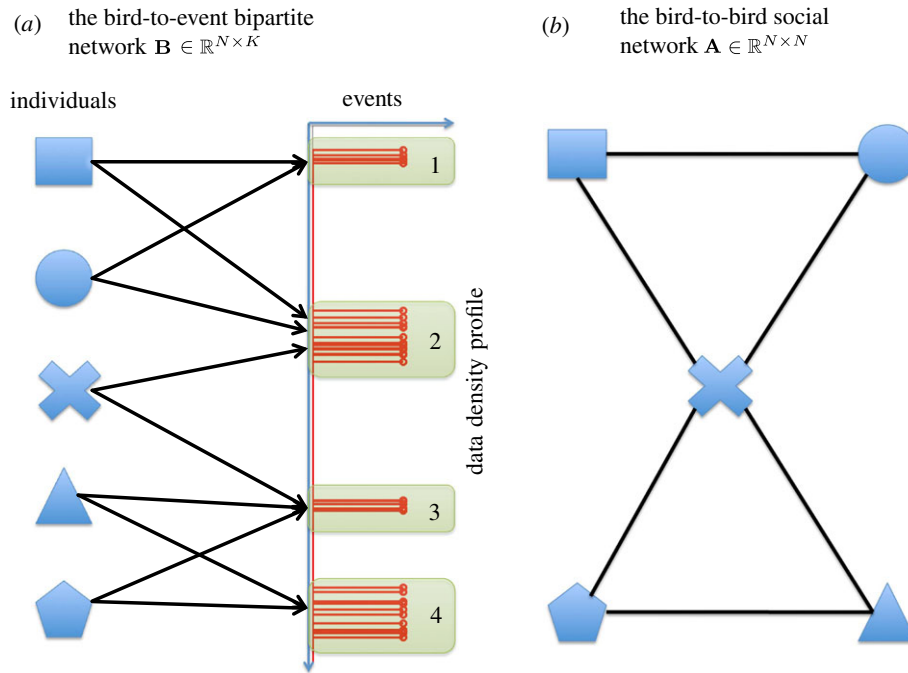 (a) the bird-to-event bipartite
network B ∈ ℝ^{N×K}
individuals
events
1
2
3
4
data density profile
(b) the bird-to-bird social
network A ∈ ℝ^{N×N}